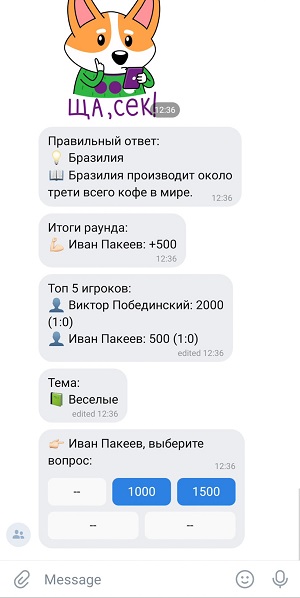 ЩА, СЕК!
12:36
Правильный ответ:
Бразилия
Бразилия производит около
трети всего кофе в мире.
12:36
Итоги раунда:
Иван Пакеев: +500
12:36
Топ 5 игроков:
Виктор Побединский: 2000
(1:0)
Иван Пакеев: 500 (1:0)
edited 12:36
Тема:
Веселые
edited 12:36
Иван Пакеев, выберите
вопрос:
12:36
-- 1000 1500
-- --
Message